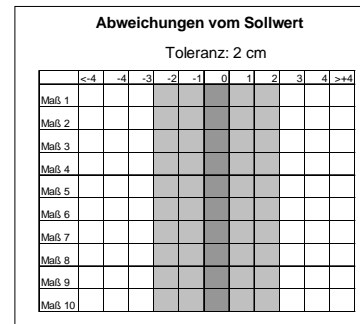 Abweichungen vom Sollwert
Toleranz: 2 cm
<-4 -4 -3 -2 -1 0 1 2 3 4 >+4
Maß 1
Maß 2
Maß 3
Maß 4
Maß 5
Maß 6
Maß 7
Maß 8
Maß 9
Maß 10